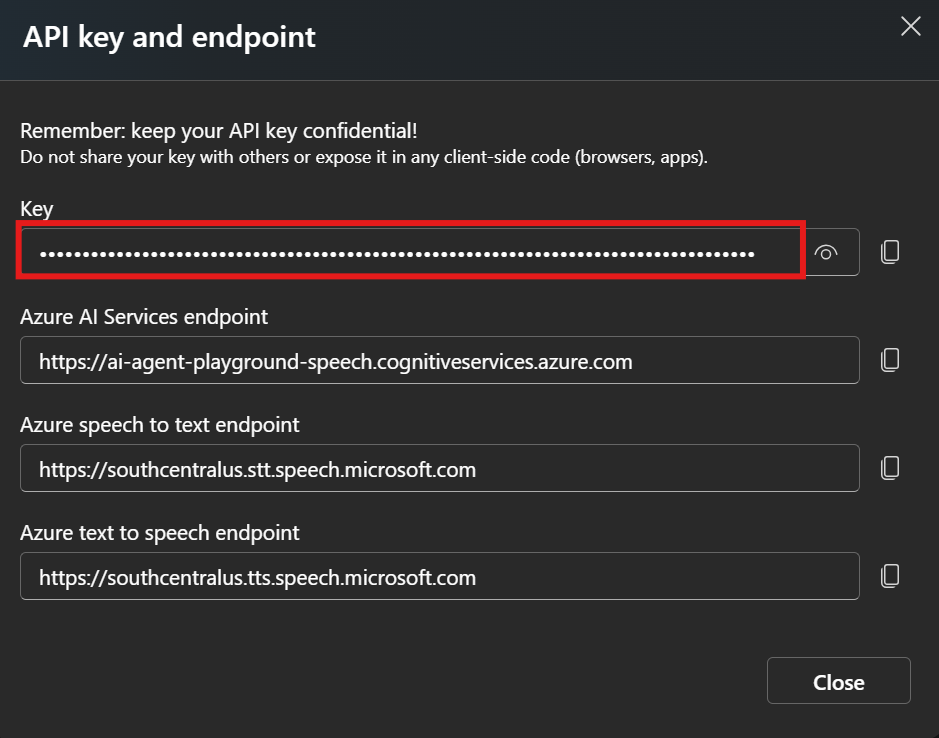 API key and endpoint
Remember: keep your API key confidential!
Do not share your key with others or expose it in any client-side code (browsers, apps).
Key
Azure AI Services endpoint
https://ai-agent-playground-speech.cognitiveservices.azure.com
Azure speech to text endpoint
https://southcentralus.stt.speech.microsoft.com
Azure text to speech endpoint
https://southcentralus.tts.speech.microsoft.com
Close